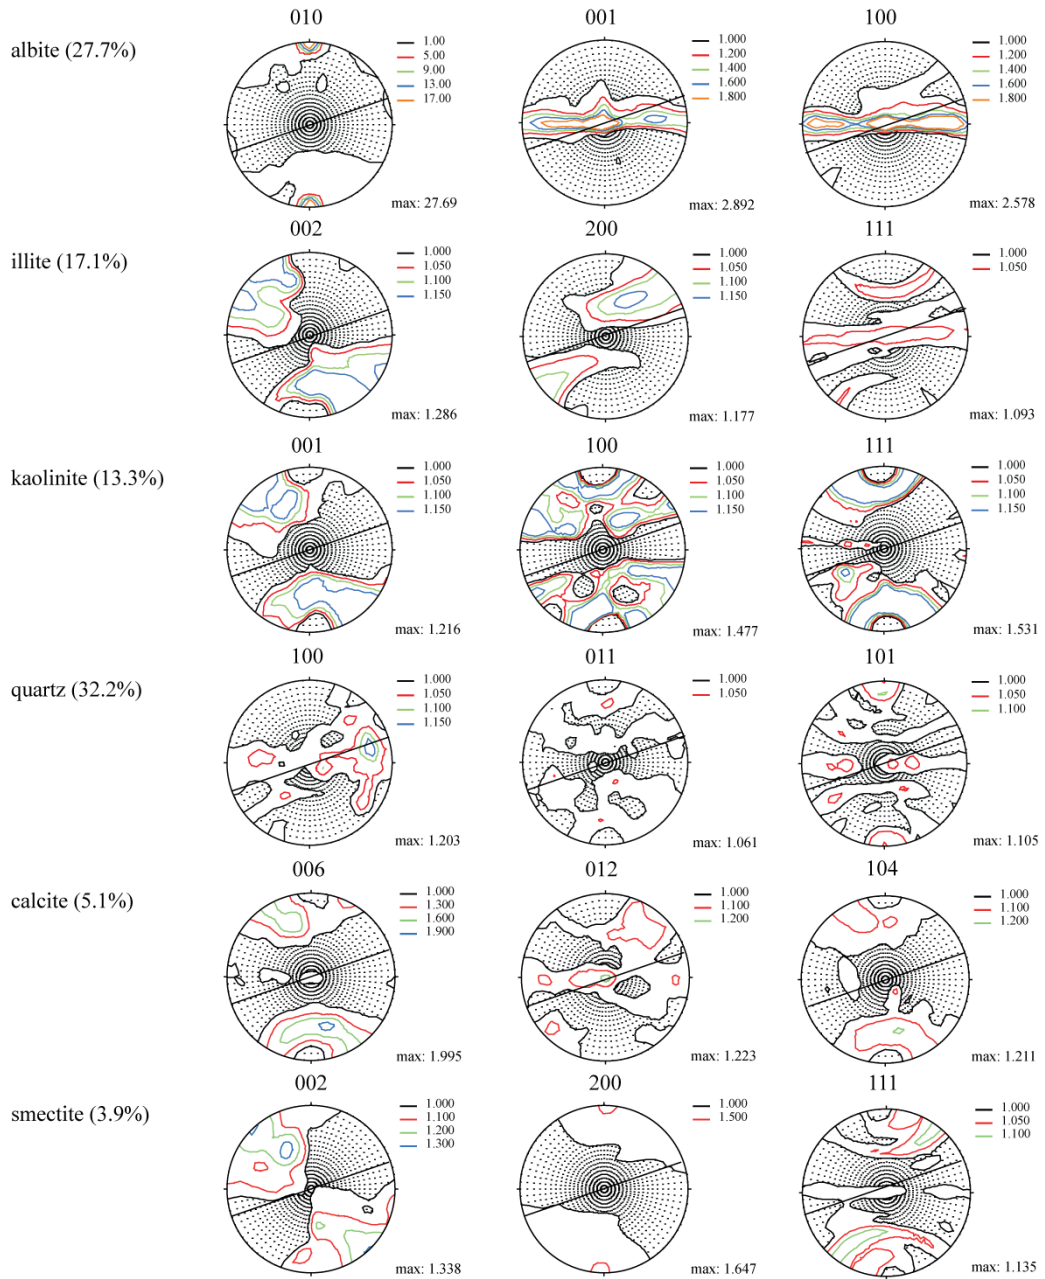 010 001 100
albite (27.7%)
1.00
5.00
9.00
13.00
17.00
max: 27.69
1.000
1.200
1.400
1.600
1.800
max: 2.892
1.000
1.200
1.400
1.600
1.800
max: 2.578
002 200 111
illite (17.1%)
1.000
1.050
1.100
1.150
max: 1.286
1.000
1.050
1.100
1.150
max: 1.177
1.000
1.050
max: 1.093
001 100 111
kaolinite (13.3%)
1.000
1.050
1.100
1.150
max: 1.216
1.000
1.050
1.100
1.150
max: 1.477
1.000
1.050
1.100
1.150
max: 1.531
100 011 101
quartz (32.2%)
1.000
1.050
1.100
1.150
max: 1.203
1.000
1.050
max: 1.061
1.000
1.050
1.100
max: 1.105
006 012 104
calcite (5.1%)
1.000
1.300
1.600
1.900
max: 1.995
1.000
1.100
1.200
max: 1.223
1.000
1.100
1.200
max: 1.211
002 200 111
smectite (3.9%)
1.000
1.100
1.200
1.300
max: 1.338
1.000
1.500
max: 1.647
1.000
1.050
1.100
max: 1.135